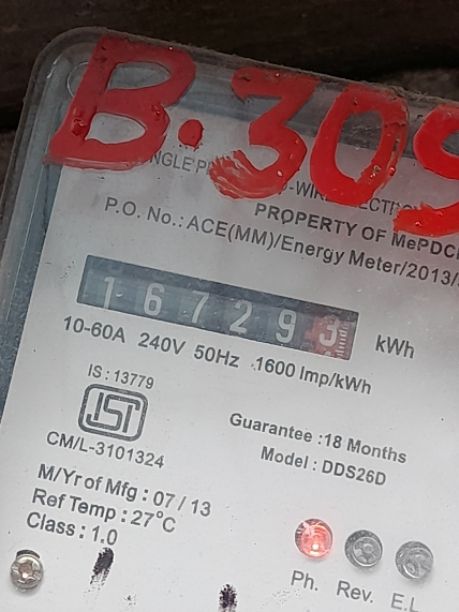 B.309
PROPERTY OF MePDC
P.O. No.: ACE(MM)/Energy Meter/2013/
167293 kWh
10-60A 240V 50Hz 1600 Imp/kWh
IS : 13779
ISI
CM/L-3101324
Guarantee :18 Months
Model : DDS26D
M/Yr of Mfg : 07 / 13
Ref Temp : 27°C
Class : 1.0
Ph. Rev. E.L